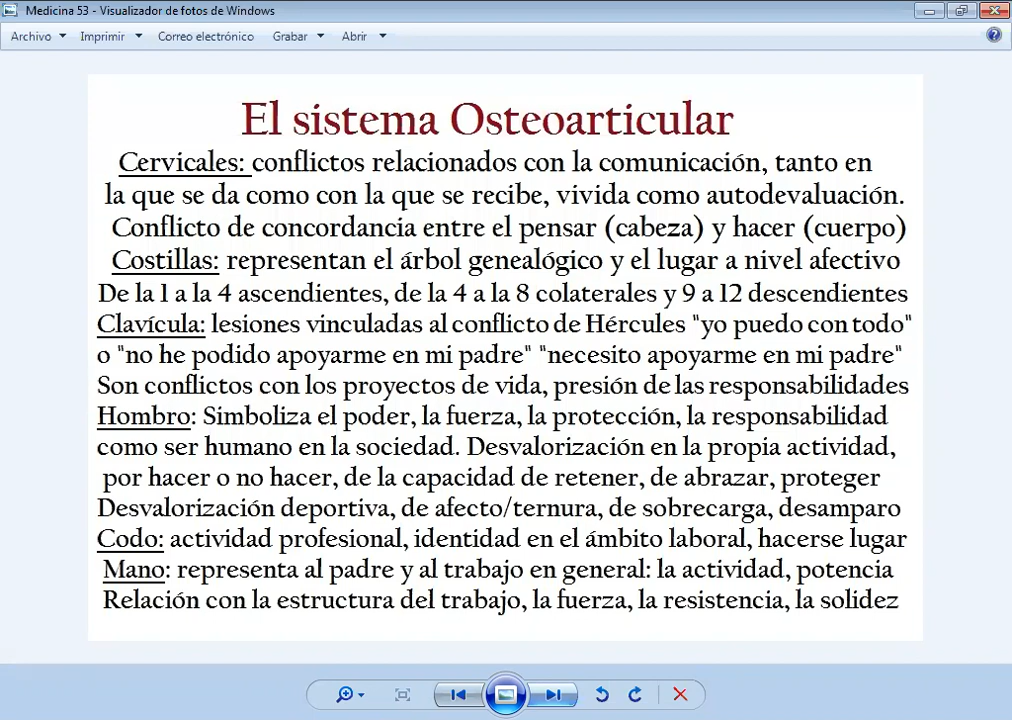 Medicina 53 - Visualizador de fotos de Windows
Archivo Imprimir Correo electrónico Grabar Abrir
El sistema Osteoarticular
Cervicales: conflictos relacionados con la comunicación, tanto en
la que se da como con la que se recibe, vivida como autodevaluación.
Conflicto de concordancia entre el pensar (cabeza) y hacer (cuerpo)
Costillas: representan el árbol genealógico y el lugar a nivel afectivo
De la 1 a la 4 ascendientes, de la 4 a la 8 colaterales y 9 a 12 descendientes
Clavícula: lesiones vinculadas al conflicto de Hércules "yo puedo con todo"
o "no he podido apoyarme en mi padre" "necesito apoyarme en mi padre"
Son conflictos con los proyectos de vida, presión de las responsabilidades
Hombro: Simboliza el poder, la fuerza, la protección, la responsabilidad
como ser humano en la sociedad. Desvalorización en la propia actividad,
por hacer o no hacer, de la capacidad de retener, de abrazar, proteger
Desvalorización deportiva, de afecto/ternura, de sobrecarga, desamparo
Codo: actividad profesional, identidad en el ámbito laboral, hacerse lugar
Mano: representa al padre y al trabajo en general: la actividad, potencia
Relación con la estructura del trabajo, la fuerza, la resistencia, la solidez